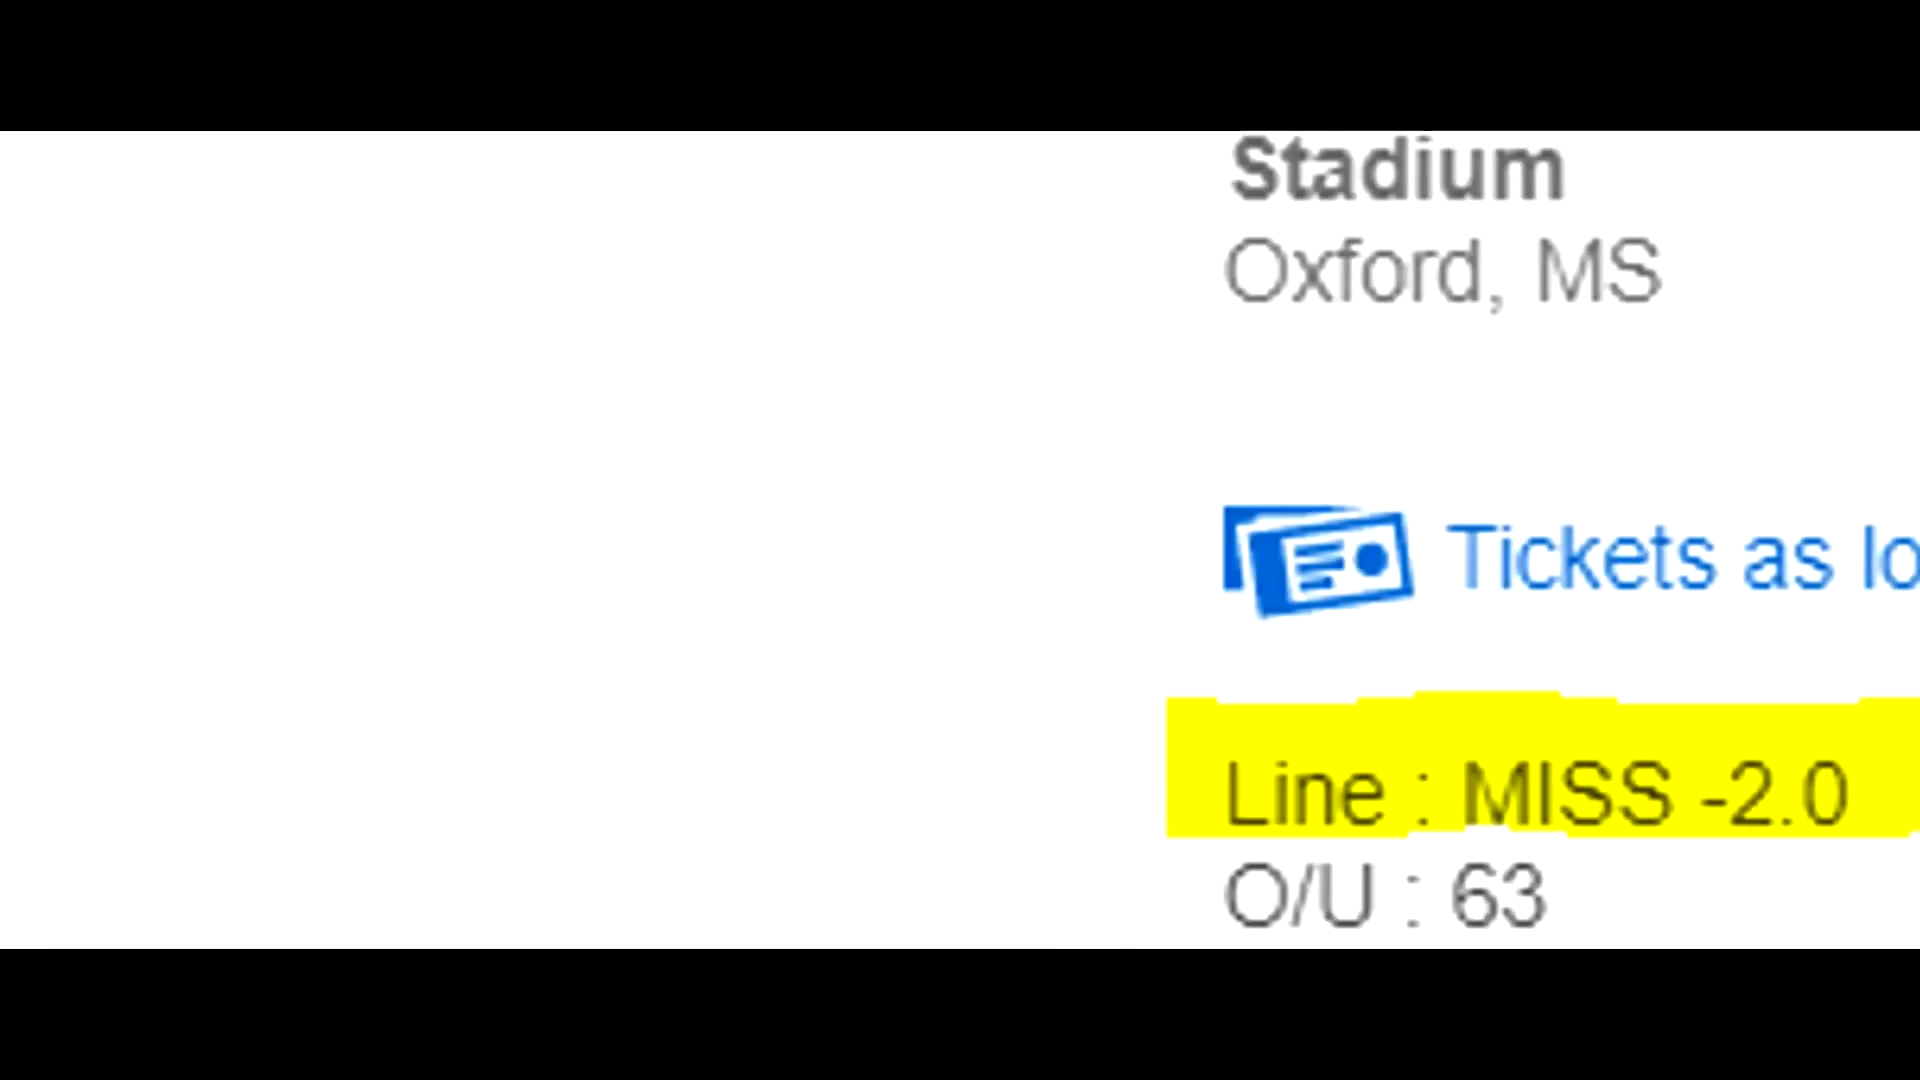 Stadium
Oxford, MS
Tickets as lo
Line : MISS -2.0
O/U : 63